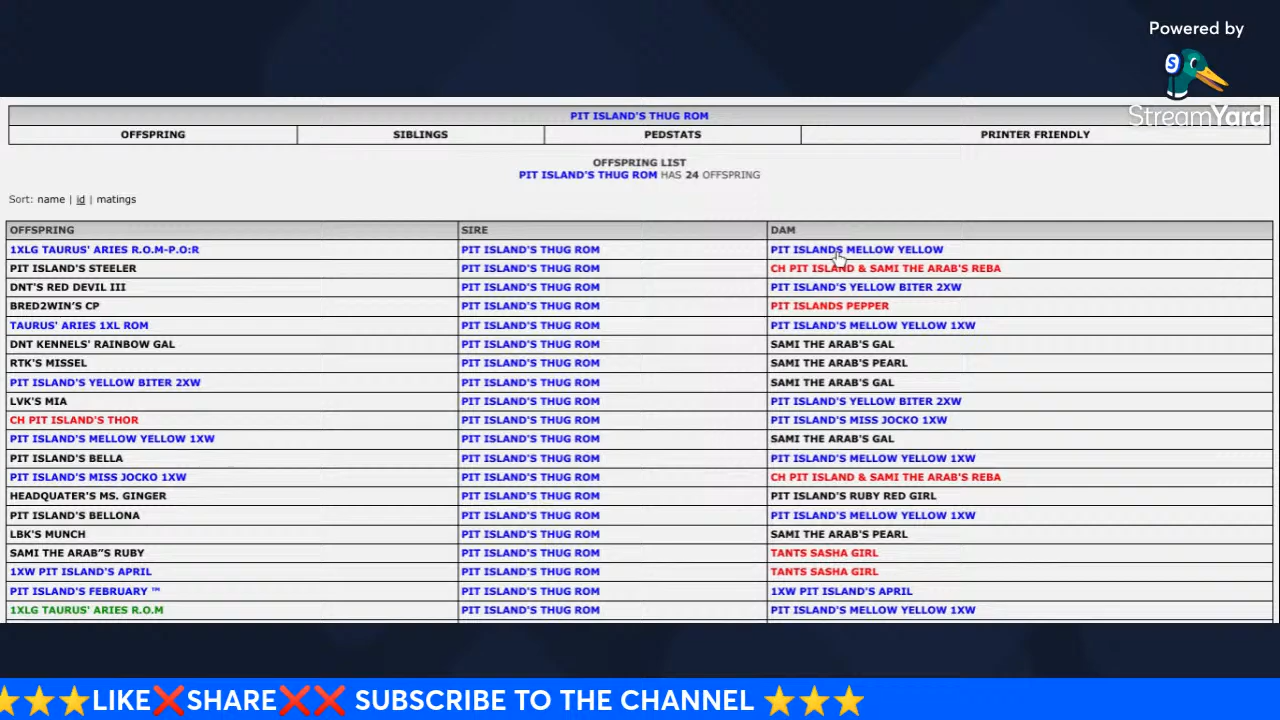 Powered by
StreamYard
PIT ISLAND'S THUG ROM
OFFSPRING SIBLINGS PEDSTATS PRINTER FRIENDLY
OFFSPRING LIST
PIT ISLAND'S THUG ROM HAS 24 OFFSPRING
Sort: name | id | matings
OFFSPRING SIRE DAM
1XLG TAURUS' ARIES R.O.M-P.O:R PIT ISLAND'S THUG ROM PIT ISLANDS MELLOW YELLOW
PIT ISLAND'S STEELER PIT ISLAND'S THUG ROM CH PIT ISLAND & SAMI THE ARAB'S REBA
DNT'S RED DEVIL III PIT ISLAND'S THUG ROM PIT ISLAND'S YELLOW BITER 2XW
BRED2WIN'S CP PIT ISLAND'S THUG ROM PIT ISLANDS PEPPER
TAURUS' ARIES 1XL ROM PIT ISLAND'S THUG ROM PIT ISLAND'S MELLOW YELLOW 1XW
DNT KENNELS' RAINBOW GAL PIT ISLAND'S THUG ROM SAMI THE ARAB'S GAL
RTK'S MISSEL PIT ISLAND'S THUG ROM SAMI THE ARAB'S PEARL
PIT ISLAND'S YELLOW BITER 2XW PIT ISLAND'S THUG ROM SAMI THE ARAB'S GAL
LVK'S MIA PIT ISLAND'S THUG ROM PIT ISLAND'S YELLOW BITER 2XW
CH PIT ISLAND'S THOR PIT ISLAND'S THUG ROM PIT ISLAND'S MISS JOCKO 1XW
PIT ISLAND'S MELLOW YELLOW 1XW PIT ISLAND'S THUG ROM SAMI THE ARAB'S GAL
PIT ISLAND'S BELLA PIT ISLAND'S THUG ROM PIT ISLAND'S MELLOW YELLOW 1XW
PIT ISLAND'S MISS JOCKO 1XW PIT ISLAND'S THUG ROM CH PIT ISLAND & SAMI THE ARAB'S REBA
HEADQUATER'S MS. GINGER PIT ISLAND'S THUG ROM PIT ISLAND'S RUBY RED GIRL
PIT ISLAND'S BELLONA PIT ISLAND'S THUG ROM PIT ISLAND'S MELLOW YELLOW 1XW
LBK'S MUNCH PIT ISLAND'S THUG ROM SAMI THE ARAB'S PEARL
SAMI THE ARAB"S RUBY PIT ISLAND'S THUG ROM TANTS SASHA GIRL
1XW PIT ISLAND'S APRIL PIT ISLAND'S THUG ROM TANTS SASHA GIRL
PIT ISLAND'S FEBRUARY ™ PIT ISLAND'S THUG ROM 1XW PIT ISLAND'S APRIL
1XLG TAURUS' ARIES R.O.M PIT ISLAND'S THUG ROM PIT ISLAND'S MELLOW YELLOW 1XW
⭐⭐⭐LIKE❌SHARE❌❌ SUBSCRIBE TO THE CHANNEL ⭐⭐⭐